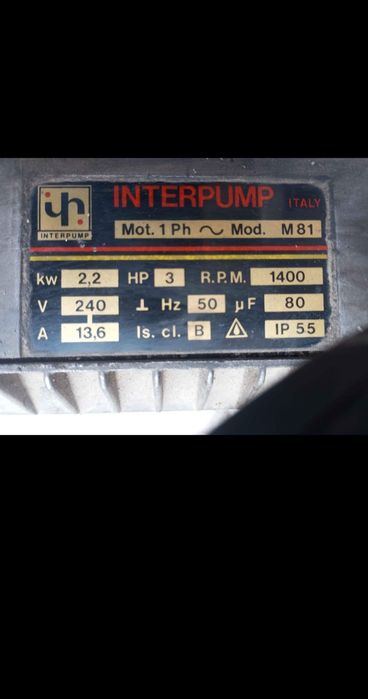 INTERPUMP ITALY
INTERPUMP
Mot. 1 Ph ~ Mod. M 81
kw 2,2 HP 3 R.P.M. 1400
V 240 ⊥ Hz 50 µF 80
A 13,6 Is. cl. B IP 55